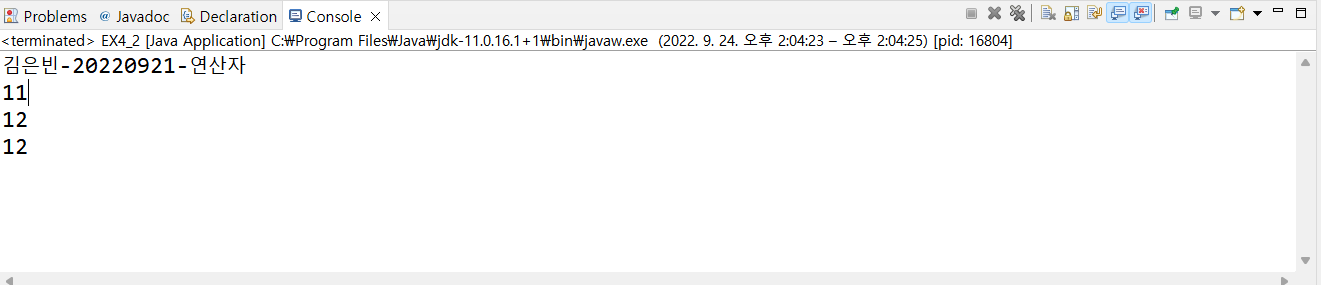 Problems @ Javadoc Declaration Console
<terminated> EX4_2 [Java Application] C:₩Program Files₩Java₩jdk-11.0.16.1+1₩bin₩javaw.exe (2022. 9. 24. 오후 2:04:23 – 오후 2:04:25) [pid: 16804]
김은빈-20220921-연산자
11
12
12